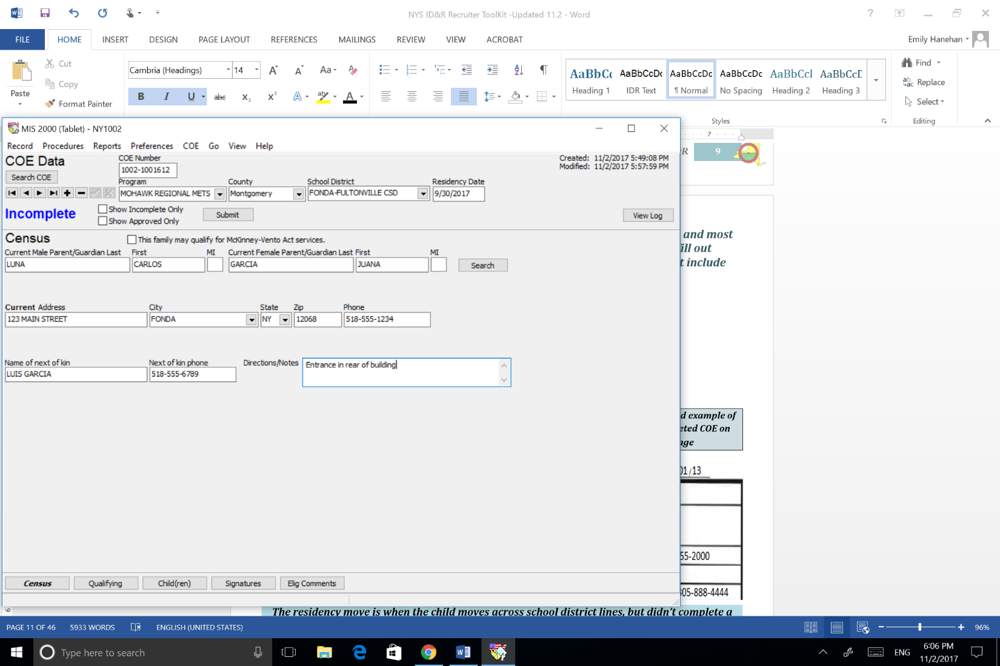 NYS ID&R Recruiter ToolKit -Updated 11.2 - Word
FILE HOME INSERT DESIGN PAGE LAYOUT REFERENCES MAILINGS REVIEW VIEW ACROBAT
Emily Hanehan
Paste
Cut
Copy
Format Painter
Cambria (Headings) 14
Aa
B I U abc x₂ x²
AaBbCc Heading 1
AaBbCcDc IDR Text
AaBbCcDc ¶ Normal
AaBbCcDc No Spacing
AaBbCcI Heading 2
AaBbCcE Heading 3
Styles
Find
Replace
Select
Editing
MIS 2000 (Tablet) - NY1002
Record Procedures Reports Preferences COE Go View Help
COE Data
Search COE
COE Number
1002-1001612
Created: 11/2/2017 5:49:08 PM
Modified: 11/2/2017 5:57:59 PM
Program County School District Residency Date
MOHAWK REGIONAL METS Montgomery FONDA-FULTONVILLE CSD 9/30/2017
Incomplete
Show Incomplete Only
Show Approved Only
Submit
View Log
Census
This family may qualify for McKinney-Vento Act services.
Current Male Parent/Guardian Last First MI Current Female Parent/Guardian Last First MI
LUNA CARLOS GARCIA JUANA Search
Current Address City State Zip Phone
123 MAIN STREET FONDA NY 12068 518-555-1234
Name of next of kin Next of kin phone Directions/Notes
LUIS GARCIA 518-555-6789 Entrance in rear of building
Census Qualifying Child(ren) Signatures Elig Comments
7
R 9
and most
ill out
t include
d example of
eted COE on
age
01/13
55-2000
305-888-4444
The residency move is when the child moves across school district lines, but didn't complete a
PAGE 11 OF 46 5933 WORDS ENGLISH (UNITED STATES) 96%
Type here to search
ENG
6:06 PM
11/2/2017